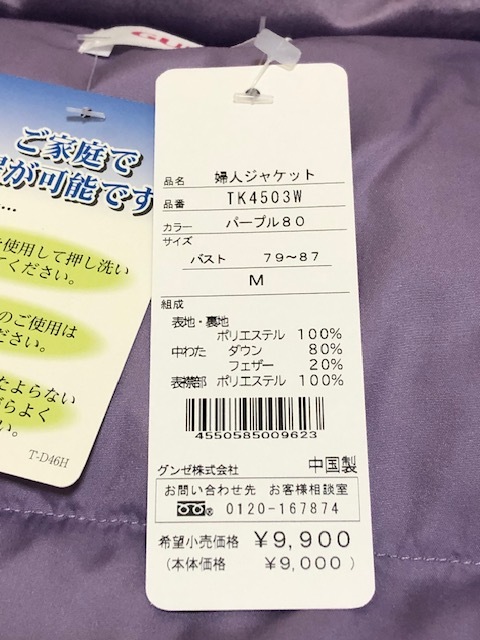 GU
ご家庭で
が可能です
....
使用して押し洗い
てください。
のご使用は
ださい。
たよらない
がらよく
さい。
T-D46H
品名 婦人ジャケット
品番 TK4503W
カラー パープル80
サイズ
バスト 79~87
M
組成
表地・裏地
ポリエステル 100%
中わた ダウン 80%
フェザー 20%
表襟部 ポリエステル 100%
4550585009623
グンゼ株式会社 中国製
お問い合わせ先 お客様相談室
0120-167874
希望小売価格 ¥9,900
(本体価格 ¥9,000)